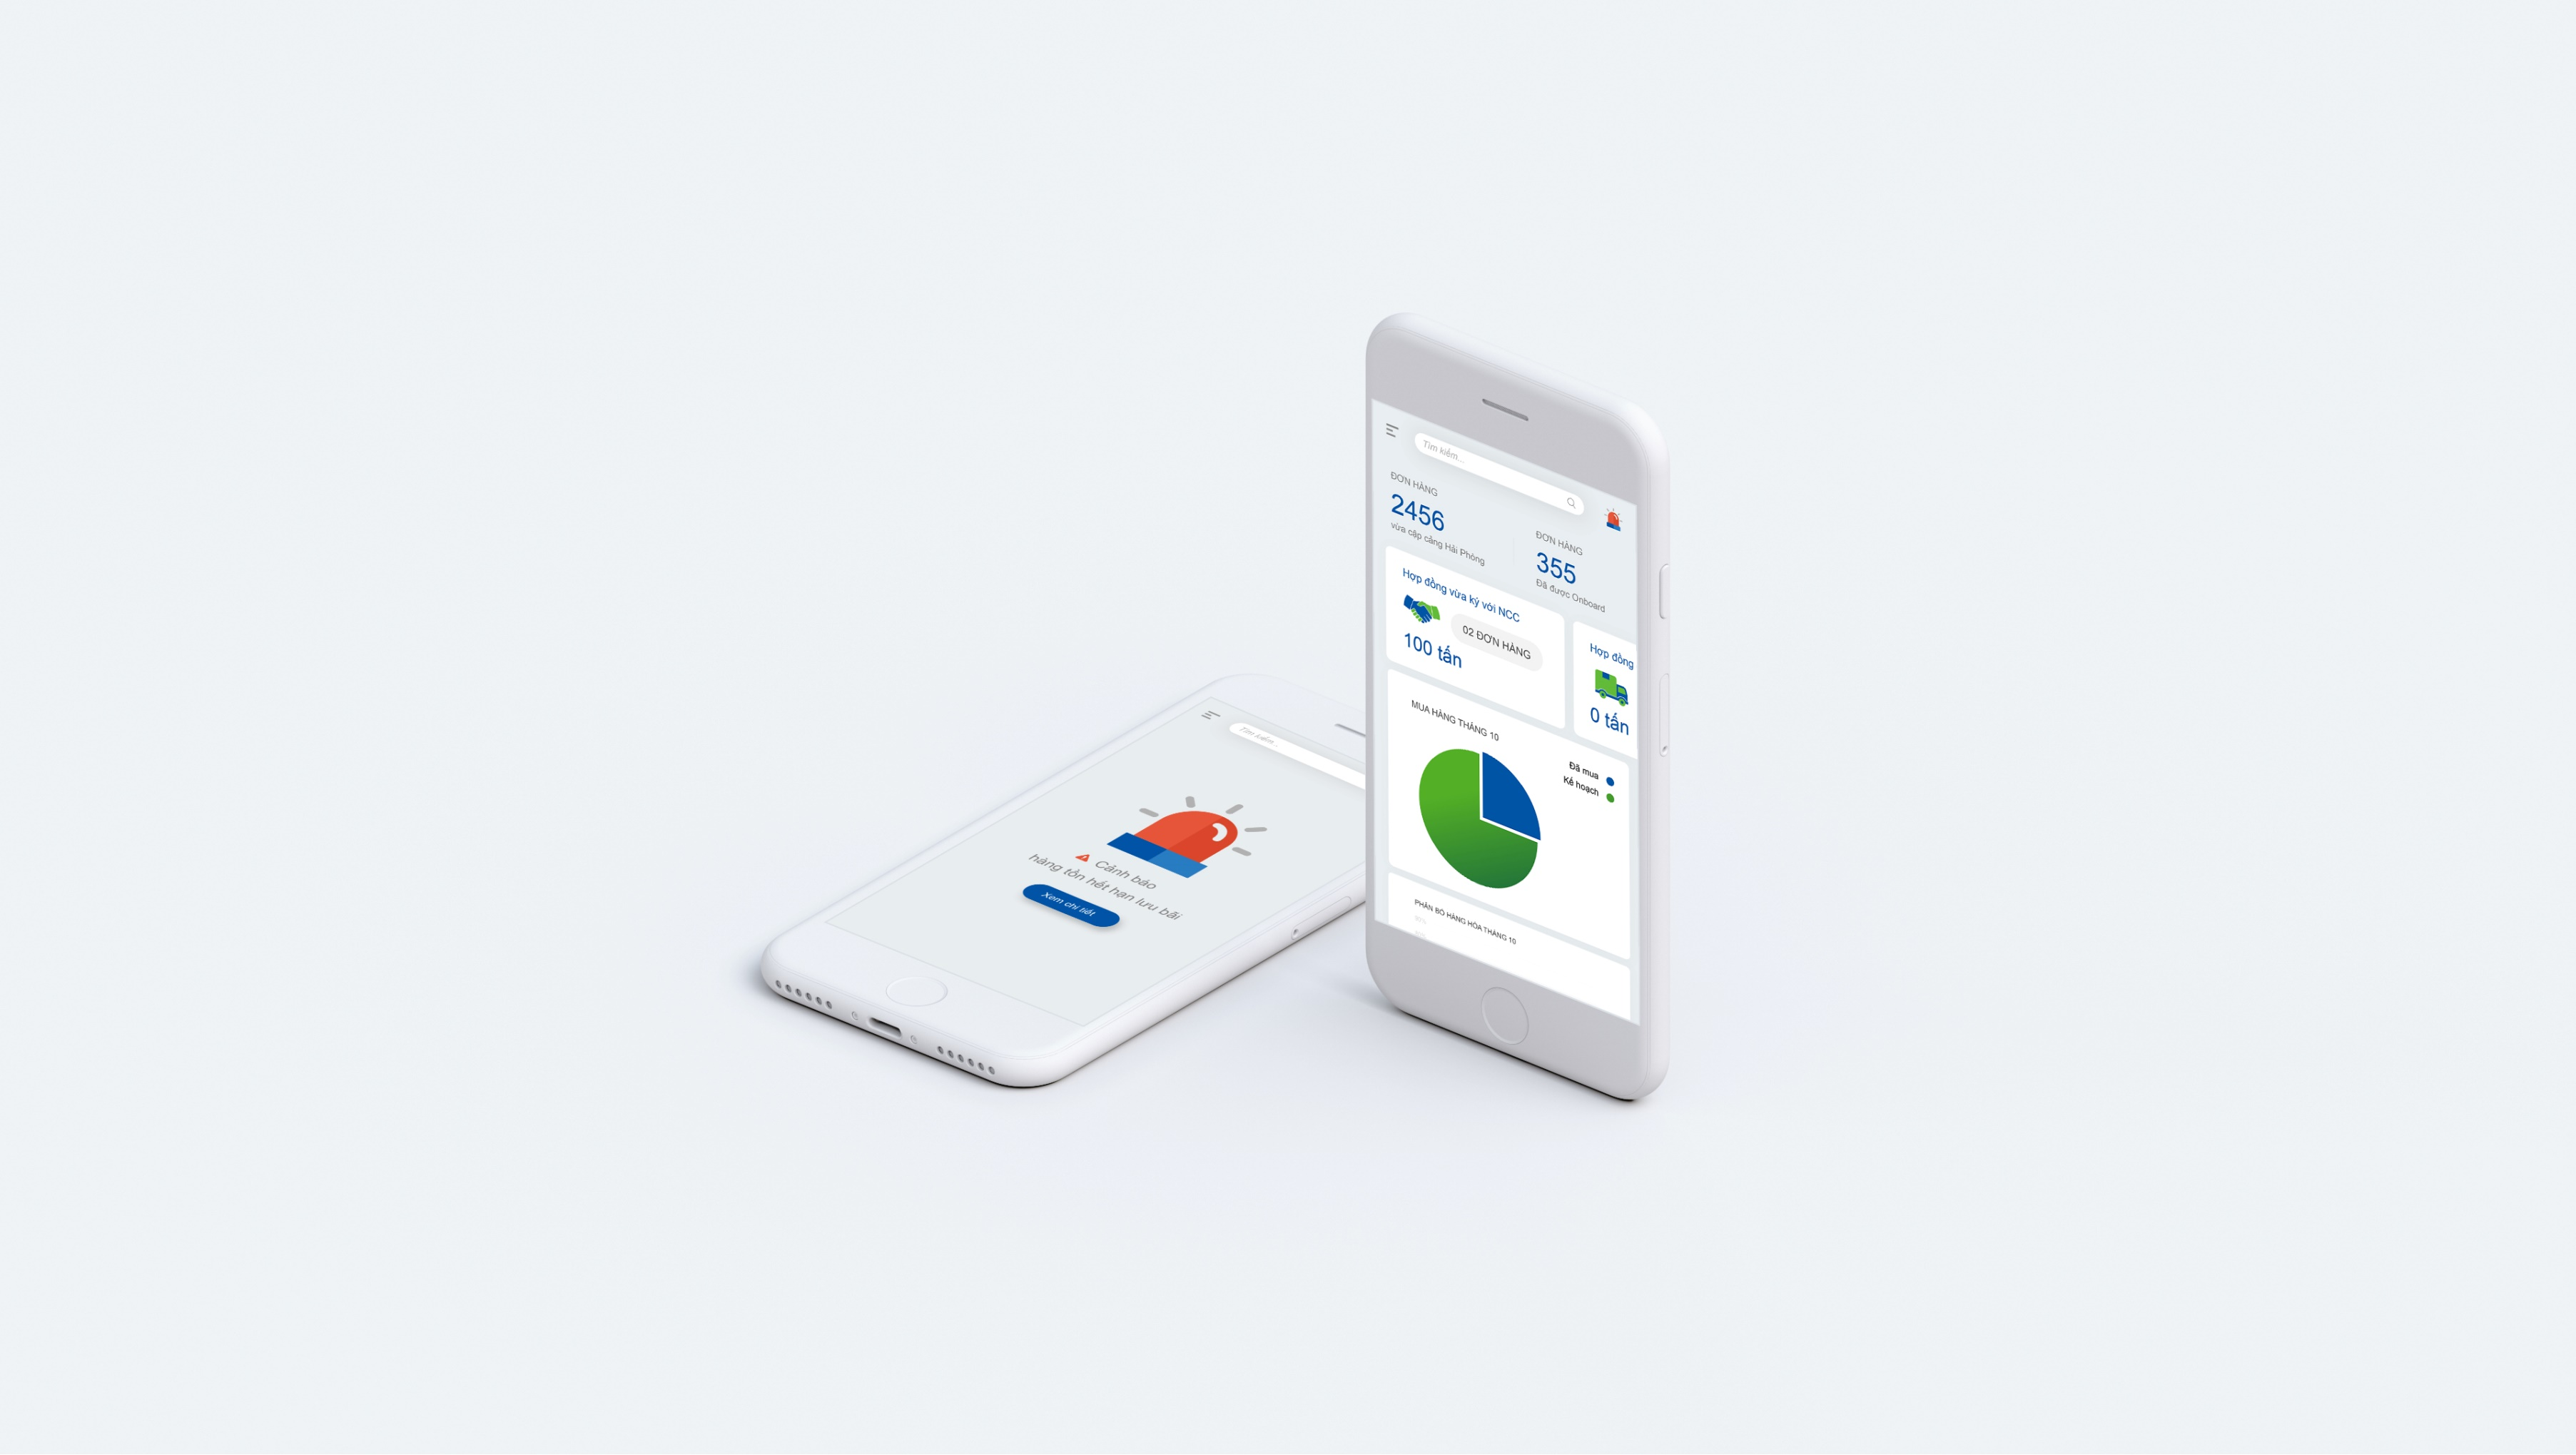 Tìm kiếm...
ĐƠN HÀNG
2456
vừa cập cảng Hải Phòng
ĐƠN HÀNG
355
Đã được Onboard
Hợp đồng vừa ký với NCC
02 ĐƠN HÀNG
100 tấn
Hợp đồng
0 tấn
MUA HÀNG THÁNG 10
Đã mua
Kế hoạch
PHÂN BỔ HÀNG HÓA THÁNG 10
Tìm kiếm...
Cảnh báo
hàng tồn hết hạn lưu bãi
Xem chi tiết